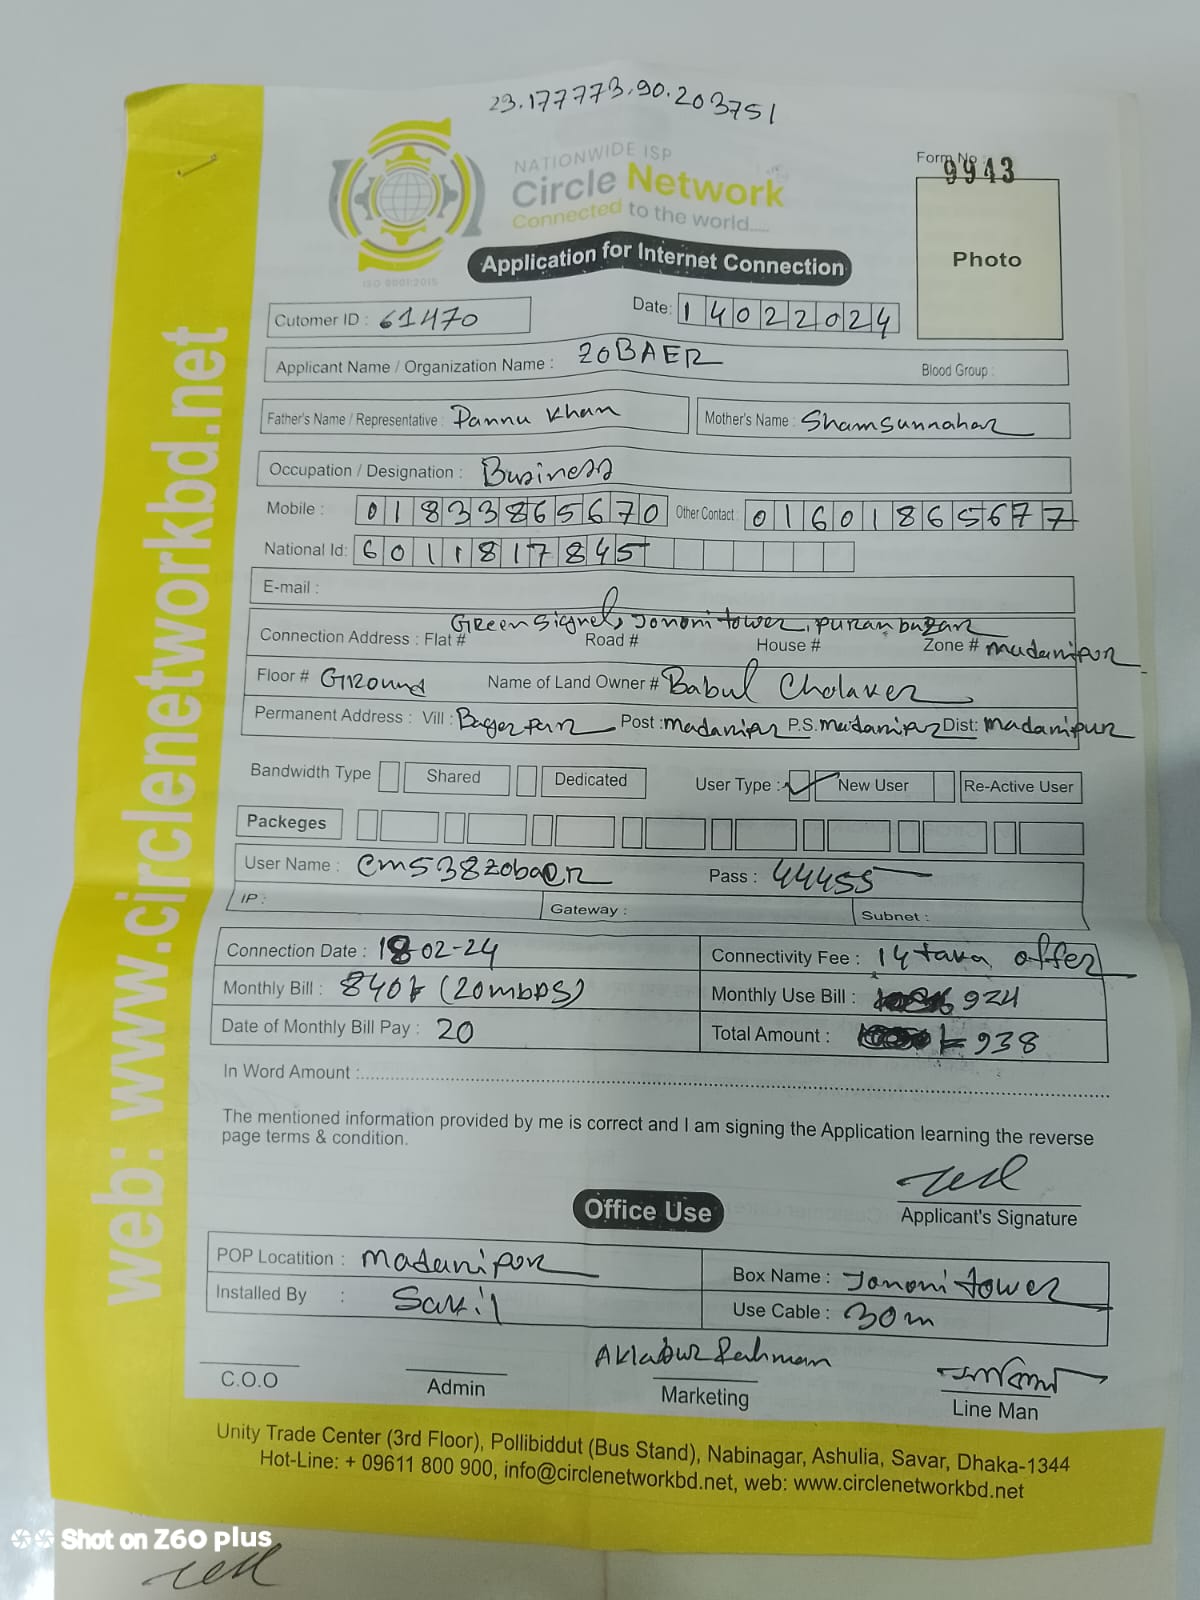 23.177773.90.203751
NATIONWIDE ISP
Circle Network
Connected to the world.....
ISO 9001:2015
Form No :
9943
Photo
Application for Internet Connection
Cutomer ID : 61470
Date: 14022024
Applicant Name / Organization Name : ZOBAER
Blood Group :
Father's Name / Representative : Pannu Khan
Mother's Name : Shamsunnahar
Occupation / Designation : Business
Mobile : 01833865670 Other Contact : 01601865677
National Id: 6011817845
E-mail :
Green Signel, Jononi tower, puran bazar
Connection Address : Flat # Road # House # Zone # madaripur
Floor # Ground Name of Land Owner # Babul
Permanent Address : Vill : Post : madaripur P.S. madaripur Dist: madaripur
Bandwidth Type Shared Dedicated User Type : New User Re-Active User
Packeges
User Name : cm538zobaer Pass : 44455
IP : Gateway : Subnet :
Connection Date : 18-02-24 Connectivity Fee : 14 taka offer
Monthly Bill : 840/- (20mbps) Monthly Use Bill : 924
Date of Monthly Bill Pay : 20 Total Amount : 938
In Word Amount :
The mentioned information provided by me is correct and I am signing the Application learning the reverse
page terms & condition.
Applicant's Signature
Office Use
POP Locatition : Madaripur Box Name : Jononi tower
Installed By : Sakil Use Cable : 30m
Rahman
C.O.O Admin Marketing Line Man
Unity Trade Center (3rd Floor), Pollibiddut (Bus Stand), Nabinagar, Ashulia, Savar, Dhaka-1344
Hot-Line: + 09611 800 900, info@circlenetworkbd.net, web: www.circlenetworkbd.net
web: www.circlenetworkbd.net
Shot on Z60 plus